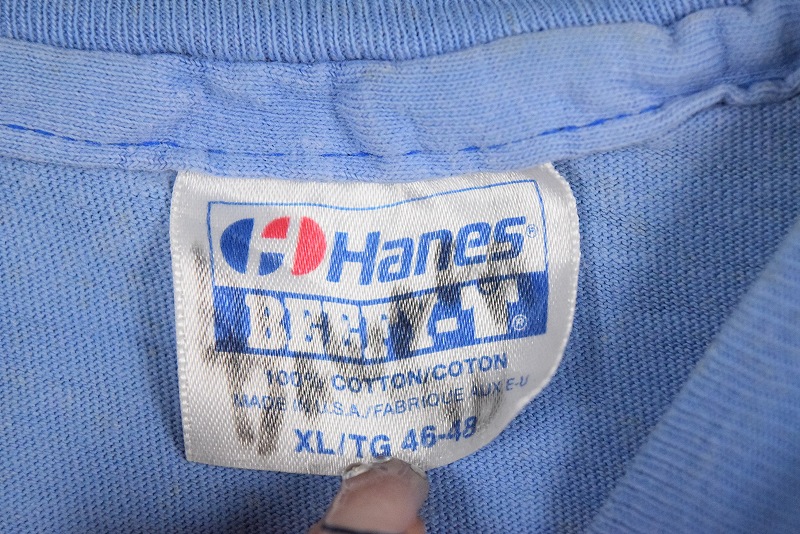 Hanes®
BEEFY-T®
100% COTTON/COTON
MADE IN U.S.A./FABRIQUE AUX E-U
XL/TG 46-48